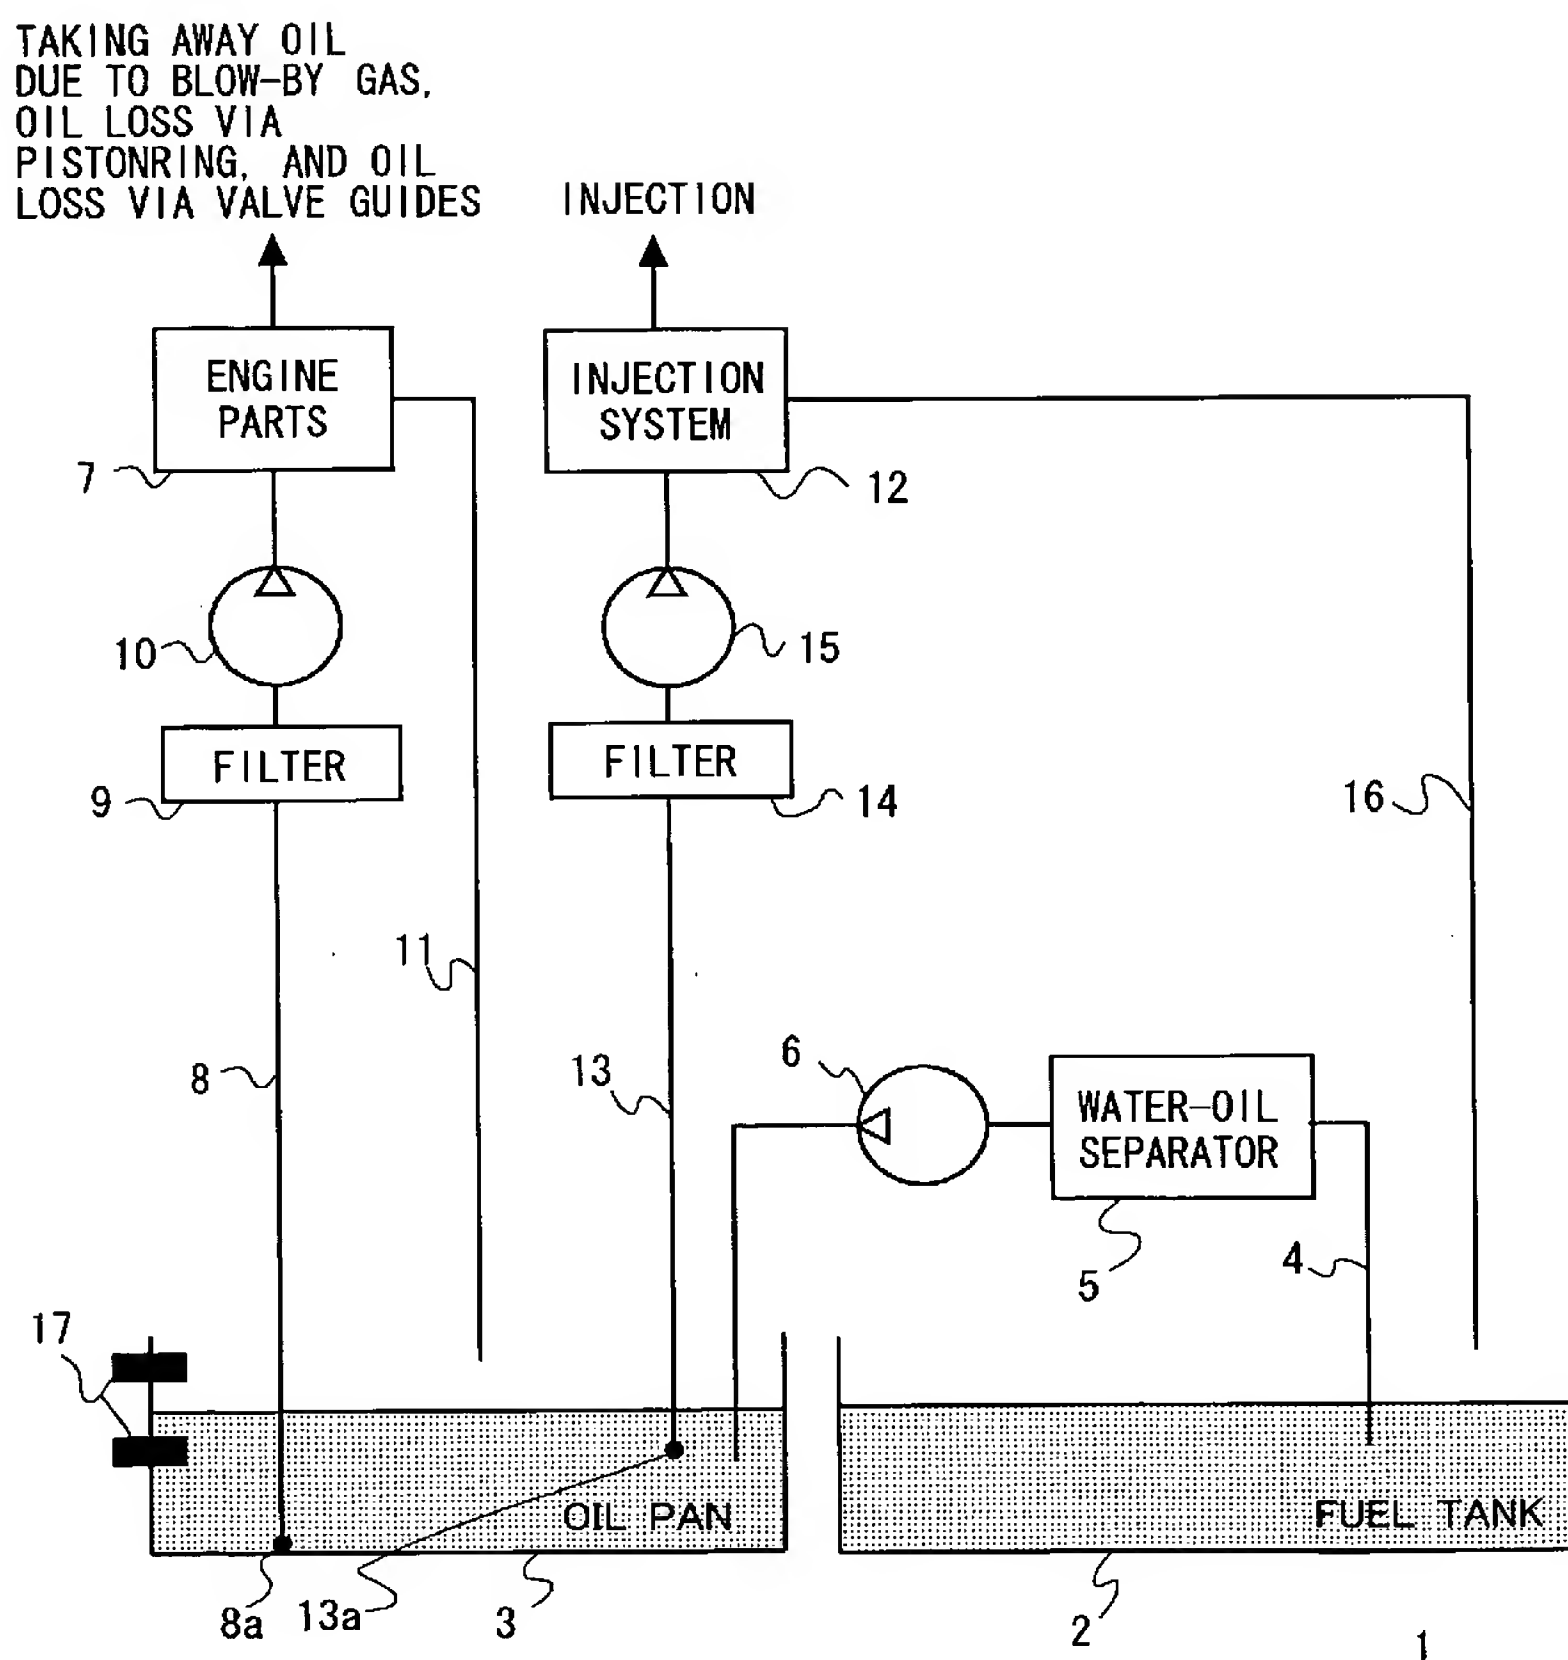 TAKING AWAY OIL
DUE TO BLOW-BY GAS,
OIL LOSS VIA
PISTONRING, AND OIL
LOSS VIA VALVE GUIDES
INJECTION
ENGINE
PARTS
INJECTION
SYSTEM
7
12
10
15
FILTER
FILTER
9
14
16
11
8
13
6
WATER-OIL
SEPARATOR
5
4
17
OIL PAN
FUEL TANK
8a
13a
3
2
1